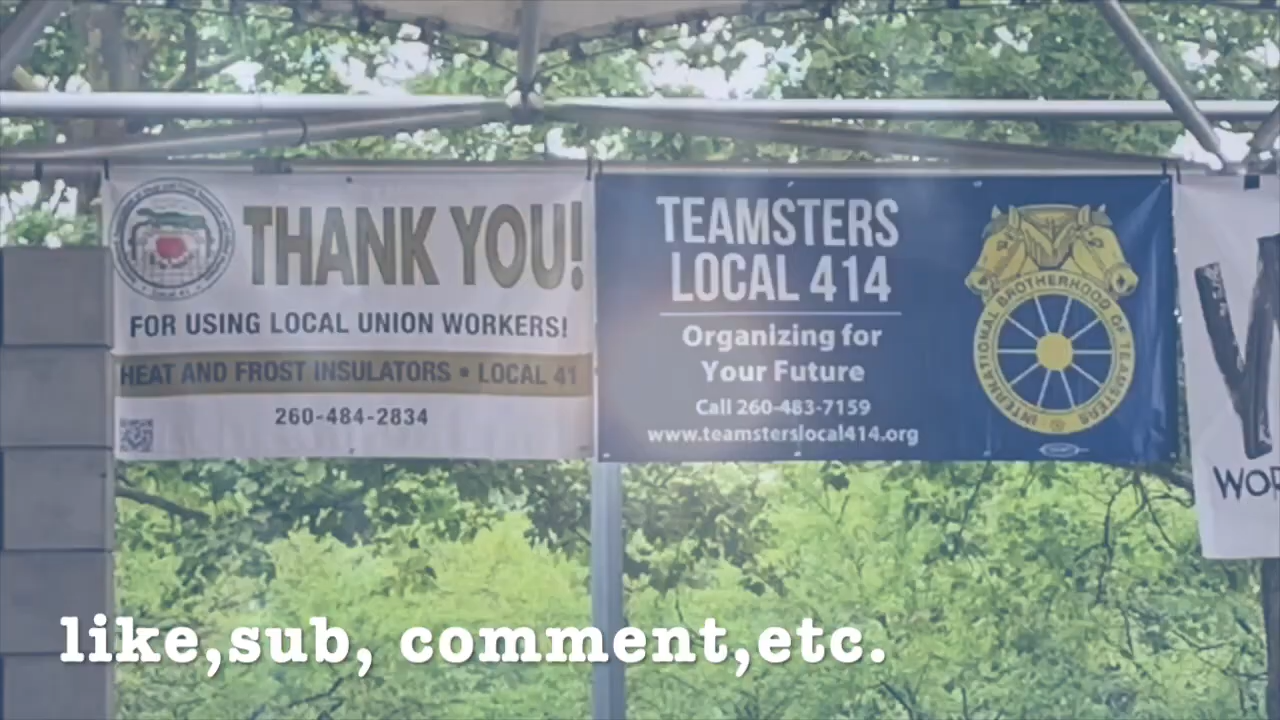 THANK YOU!
FOR USING LOCAL UNION WORKERS!
HEAT AND FROST INSULATORS • LOCAL 41
260-484-2834
TEAMSTERS
LOCAL 414
Organizing for
Your Future
Call 260-483-7159
www.teamsterslocal414.org
INTERNATIONAL BROTHERHOOD OF TEAMSTERS
like,sub, comment,etc.